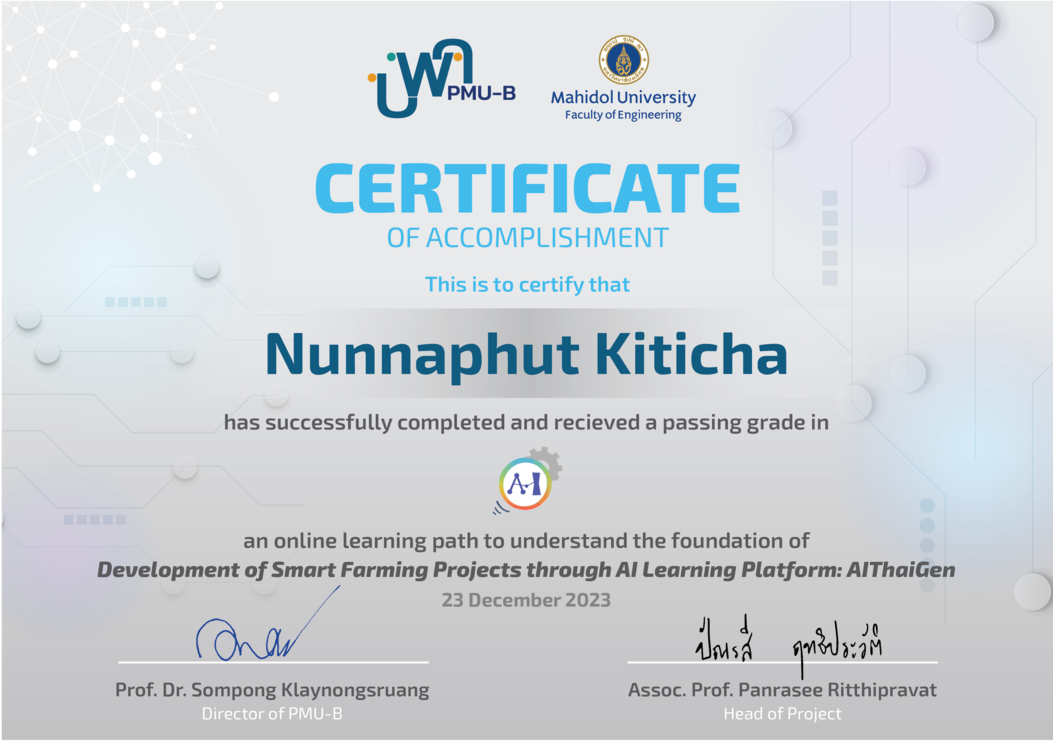 บพค
PMU-B
Mahidol University
Faculty of Engineering
CERTIFICATE
OF ACCOMPLISHMENT
This is to certify that
Nunnaphut Kiticha
has successfully completed and recieved a passing grade in
AI
an online learning path to understand the foundation of
Development of Smart Farming Projects through AI Learning Platform: AIThaiGen
23 December 2023
ปัณรสี ฤทธิประวัติ
Prof. Dr. Sompong Klaynongsruang
Director of PMU-B
Assoc. Prof. Panrasee Ritthipravat
Head of Project